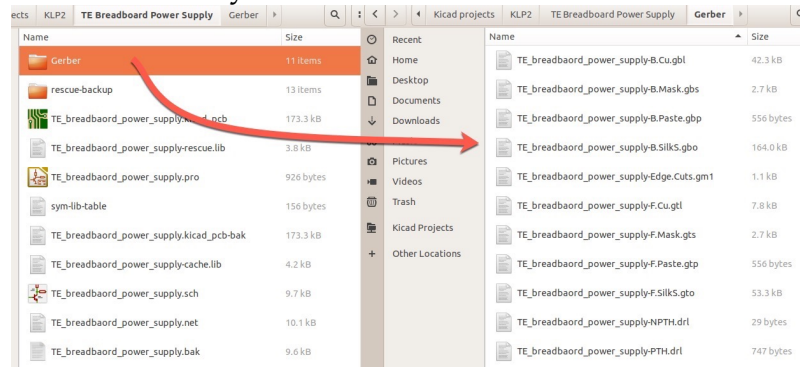 ects KLP2 TE Breadboard Power Supply Gerber
Name Size
Gerber 11 items
rescue-backup 13 items
TE_breadbaord_power_supply.kicad_pcb 173.3 kB
TE_breadbaord_power_supply-rescue.lib 3.8 kB
TE_breadbaord_power_supply.pro 926 bytes
sym-lib-table 156 bytes
TE_breadbaord_power_supply.kicad_pcb-bak 173.3 kB
TE_breadbaord_power_supply-cache.lib 4.2 kB
TE_breadbaord_power_supply.sch 9.7 kB
TE_breadbaord_power_supply.net 10.1 kB
TE_breadbaord_power_supply.bak 9.6 kB
Recent
Home
Desktop
Documents
Downloads
Pictures
Videos
Trash
Kicad Projects
+ Other Locations
Kicad projects KLP2 TE Breadboard Power Supply Gerber
Name Size
TE_breadbaord_power_supply-B.Cu.gbl 42.3 kB
TE_breadbaord_power_supply-B.Mask.gbs 2.7 kB
TE_breadbaord_power_supply-B.Paste.gbp 556 bytes
TE_breadbaord_power_supply-B.SilkS.gbo 164.0 kB
TE_breadbaord_power_supply-Edge.Cuts.gm1 1.1 kB
TE_breadbaord_power_supply-F.Cu.gtl 7.8 kB
TE_breadbaord_power_supply-F.Mask.gts 2.7 kB
TE_breadbaord_power_supply-F.Paste.gtp 556 bytes
TE_breadbaord_power_supply-F.SilkS.gto 53.3 kB
TE_breadbaord_power_supply-NPTH.drl 29 bytes
TE_breadbaord_power_supply-PTH.drl 747 bytes